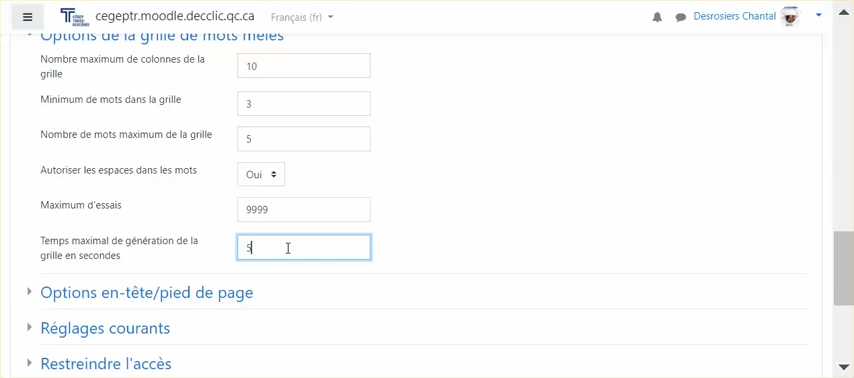 cegeptr.moodle.decclic.qc.ca
Français (fr)
Desrosiers Chantal
Options de la grille de mots mêlés
Nombre maximum de colonnes de la
grille
10
Minimum de mots dans la grille
3
Nombre de mots maximum de la grille
5
Autoriser les espaces dans les mots
Oui
Maximum d'essais
9999
Temps maximal de génération de la
grille en secondes
5
Options en-tête/pied de page
Réglages courants
Restreindre l'accès